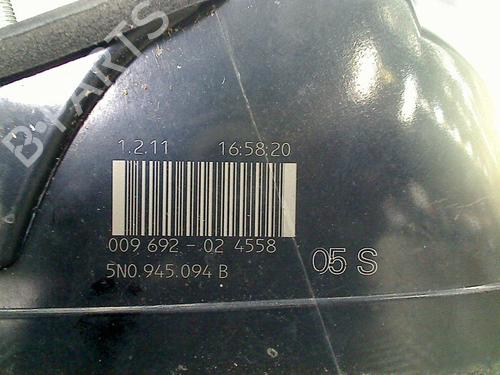 B-PARTS
1.2.11 16:58:20
009 692 - 02 4558
5N0.945.094 B
05 S